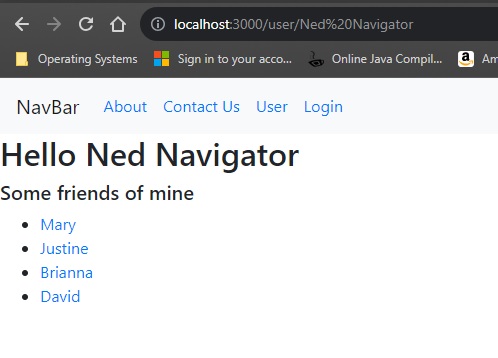 localhost:3000/user/Ned%20Navigator
Operating Systems Sign in to your acco... Online Java Compil... Am
NavBar About Contact Us User Login
Hello Ned Navigator
Some friends of mine
Mary
Justine
Brianna
David